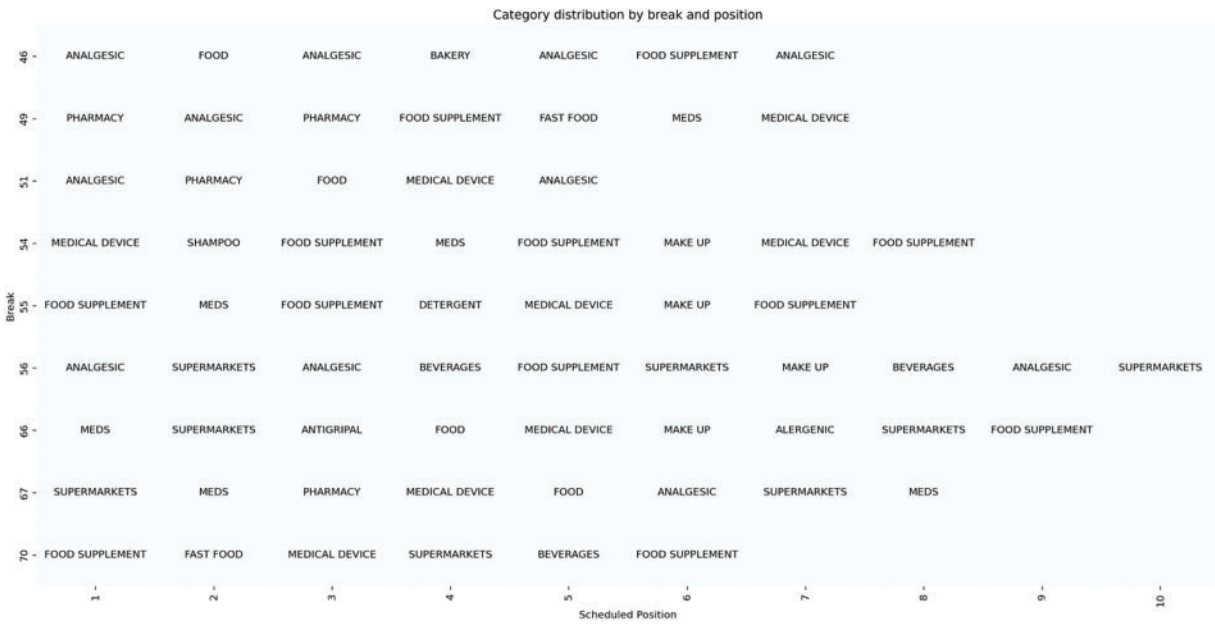 Category distribution by break and position
46 - ANALGESIC FOOD ANALGESIC BAKERY ANALGESIC FOOD SUPPLEMENT ANALGESIC
49 - PHARMACY ANALGESIC PHARMACY FOOD SUPPLEMENT FAST FOOD MEDS MEDICAL DEVICE
51 - ANALGESIC PHARMACY FOOD MEDICAL DEVICE ANALGESIC
54 - MEDICAL DEVICE SHAMPOO FOOD SUPPLEMENT MEDS FOOD SUPPLEMENT MAKE UP MEDICAL DEVICE FOOD SUPPLEMENT
Break
55 - FOOD SUPPLEMENT MEDS FOOD SUPPLEMENT DETERGENT MEDICAL DEVICE MAKE UP FOOD SUPPLEMENT
56 - ANALGESIC SUPERMARKETS ANALGESIC BEVERAGES FOOD SUPPLEMENT SUPERMARKETS MAKE UP BEVERAGES ANALGESIC SUPERMARKETS
66 - MEDS SUPERMARKETS ANTIGRIPAL FOOD MEDICAL DEVICE MAKE UP ALERGENIC SUPERMARKETS FOOD SUPPLEMENT
67 - SUPERMARKETS MEDS PHARMACY MEDICAL DEVICE FOOD ANALGESIC SUPERMARKETS MEDS
70 - FOOD SUPPLEMENT FAST FOOD MEDICAL DEVICE SUPERMARKETS BEVERAGES FOOD SUPPLEMENT
1 2 3 4 5 6 7 8 9 10
Scheduled Position